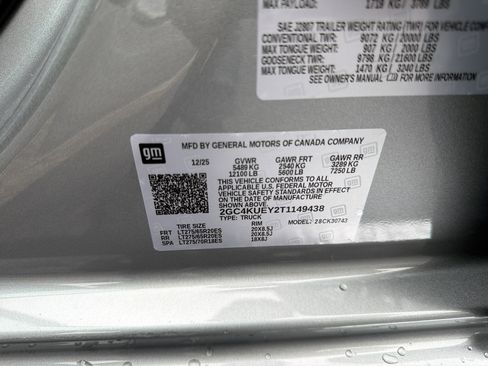 MAX PAYLOAD: 1719 KG / 3789 LBS
SAE J2807 TRAILER WEIGHT RATING (TWR) FOR VEHICLE CONF
CONVENTIONAL TWR: 9072 KG / 20000 LBS
MAX TONGUE WEIGHT: 907 KG / 2000 LBS
GOOSENECK TWR: 9798 KG / 21600 LBS
MAX TONGUE WEIGHT: 1470 KG / 3240 LBS
SEE OWNER'S MANUAL FOR MORE INFORMATION
gm
MFD BY GENERAL MOTORS OF CANADA COMPANY
12/25 GVWR GAWR FRT GAWR RR
5489 KG 2540 KG 3289 KG
12100 LB 5600 LB 7250 LB
THIS VEHICLE CONFORMS TO ALL
APPLICABLE U.S. FEDERAL MOTOR
VEHICLE SAFETY STANDARDS IN
EFFECT ON THE DATE OF MANUFACTURE
SHOWN ABOVE.
2GC4KUEY2T1149438
TYPE: TRUCK MODEL: 28CK30743
TIRE SIZE RIM
FRT LT275/65R20ES 20X8.5J
RR LT275/65R20ES 20X8.5J
SPA LT275/70R18ES 18X8J